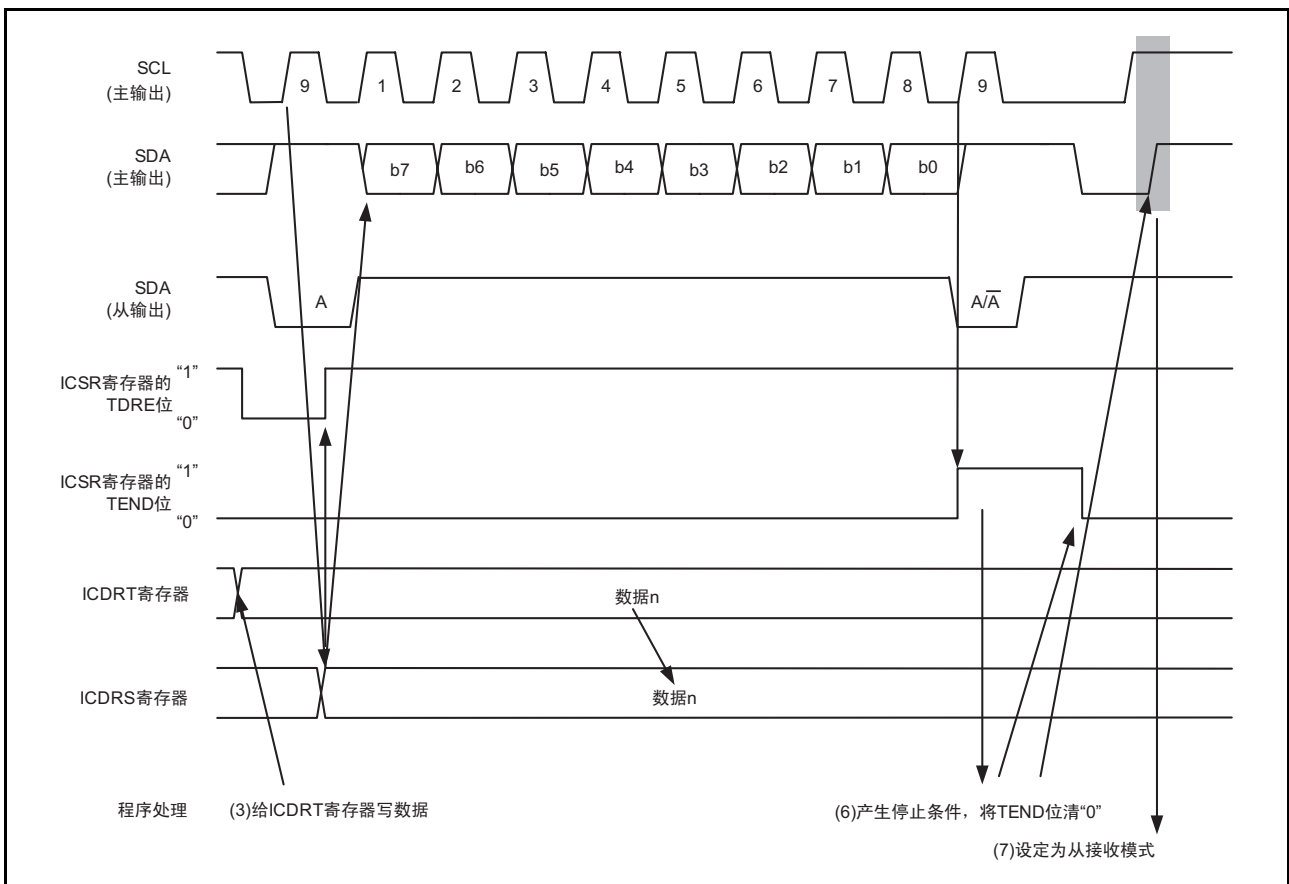 SCL
(主输出)
9 1 2 3 4 5 6 7 8 9
SDA
(主输出)
b7 b6 b5 b4 b3 b2 b1 b0
SDA
(从输出)
A
A/A̅
ICSR寄存器的
TDRE位
“1”
“0”
ICSR寄存器的
TEND位
“1”
“0”
ICDRT寄存器
数据n
ICDRS寄存器
数据n
程序处理
(3)给ICDRT寄存器写数据
(6)产生停止条件，将TEND位清“0”
(7)设定为从接收模式